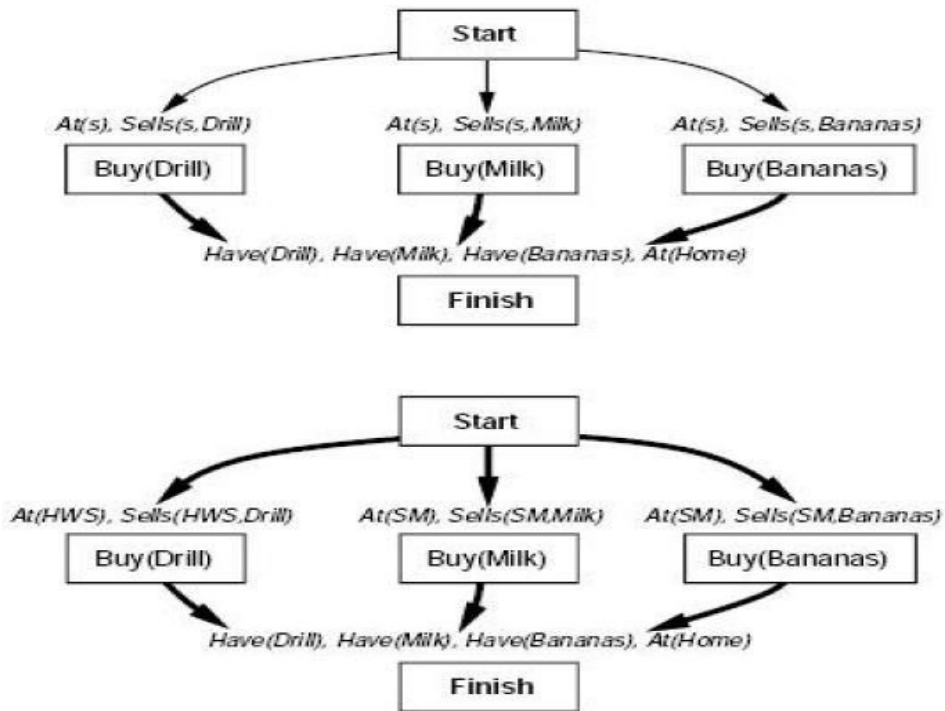 Start
At(s), Sells(s,Drill) At(s), Sells(s,Milk) At(s), Sells(s,Bananas)
Buy(Drill) Buy(Milk) Buy(Bananas)
Have(Drill), Have(Milk), Have(Bananas), At(Home)
Finish
Start
At(HWS), Sells(HWS,Drill) At(SM), Sells(SM,Milk) At(SM), Sells(SM,Bananas)
Buy(Drill) Buy(Milk) Buy(Bananas)
Have(Drill), Have(Milk), Have(Bananas), At(Home)
Finish